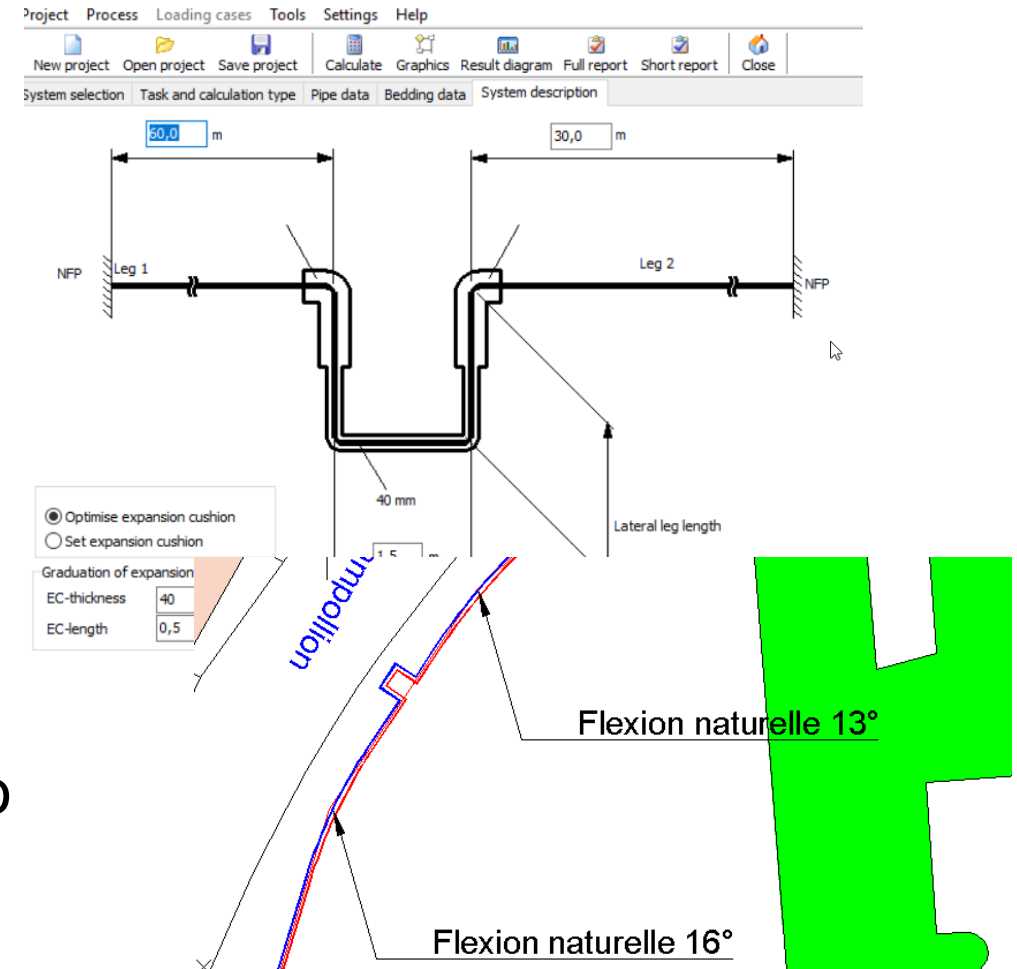 Project Process Loading cases Tools Settings Help
New project Open project Save project Calculate Graphics Result diagram Full report Short report Close
System selection Task and calculation type Pipe data Bedding data System description
60,0 m
30,0 m
NFP
Leg 1
Leg 2
NFP
40 mm
Lateral leg length
Optimise expansion cushion
Set expansion cushion
1,5 m
Graduation of expansion
EC-thickness 40
EC-length 0,5
mpollion
Flexion naturelle 13°
Flexion naturelle 16°